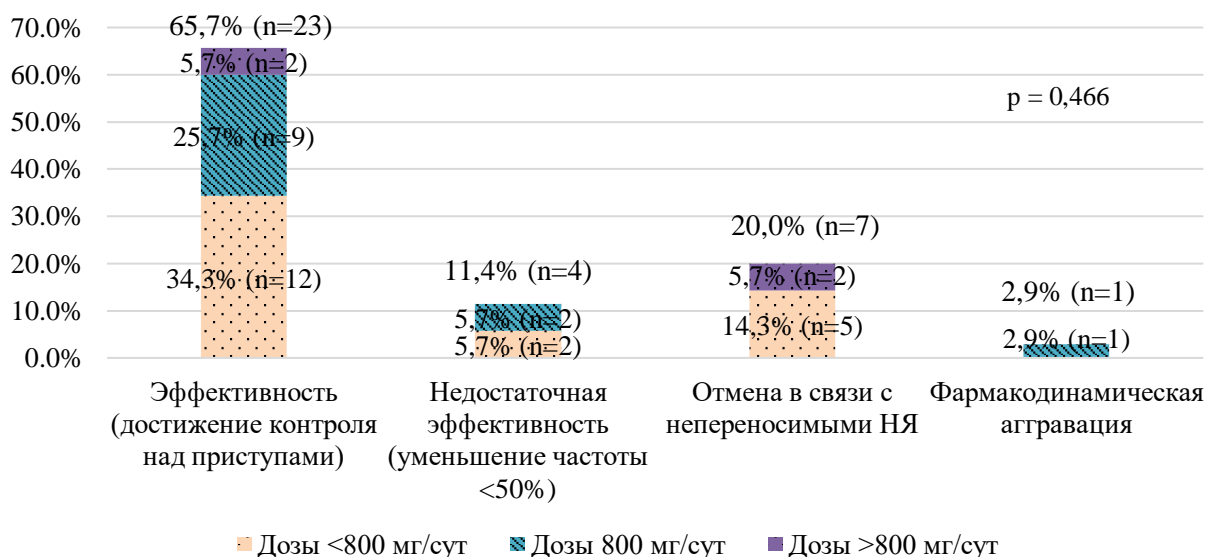 70.0%
60.0%
50.0%
40.0%
30.0%
20.0%
10.0%
0.0%
65,7% (n=23)
5,7% (n=2)
25,7% (n=9)
34,3% (n=12)
11,4% (n=4)
5,7% (n=2)
5,7% (n=2)
20,0% (n=7)
5,7% (n=2)
14,3% (n=5)
p = 0,466
2,9% (n=1)
2,9% (n=1)
Эффективность
(достижение контроля
над приступами)
Недостаточная
эффективность
(уменьшение частоты
<50%)
Отмена в связи с
непереносимыми НЯ
Фармакодинамическая
аггравация
Дозы <800 мг/сут
Дозы 800 мг/сут
Дозы >800 мг/сут